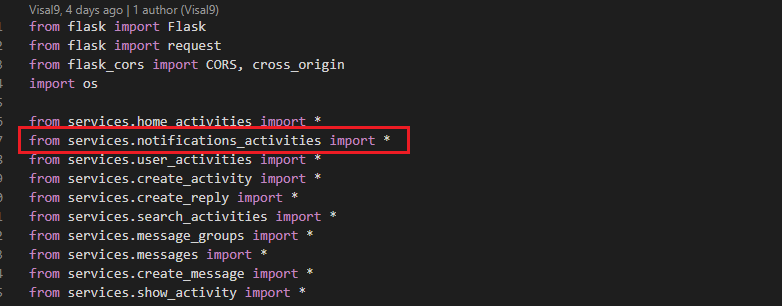 Visal9, 4 days ago | 1 author (Visal9)
1 from flask import Flask
2 from flask import request
3 from flask_cors import CORS, cross_origin
4 import os
5
6 from services.home_activities import *
7 from services.notifications_activities import *
8 from services.user_activities import *
9 from services.create_activity import *
0 from services.create_reply import *
1 from services.search_activities import *
2 from services.message_groups import *
3 from services.messages import *
4 from services.create_message import *
5 from services.show_activity import *